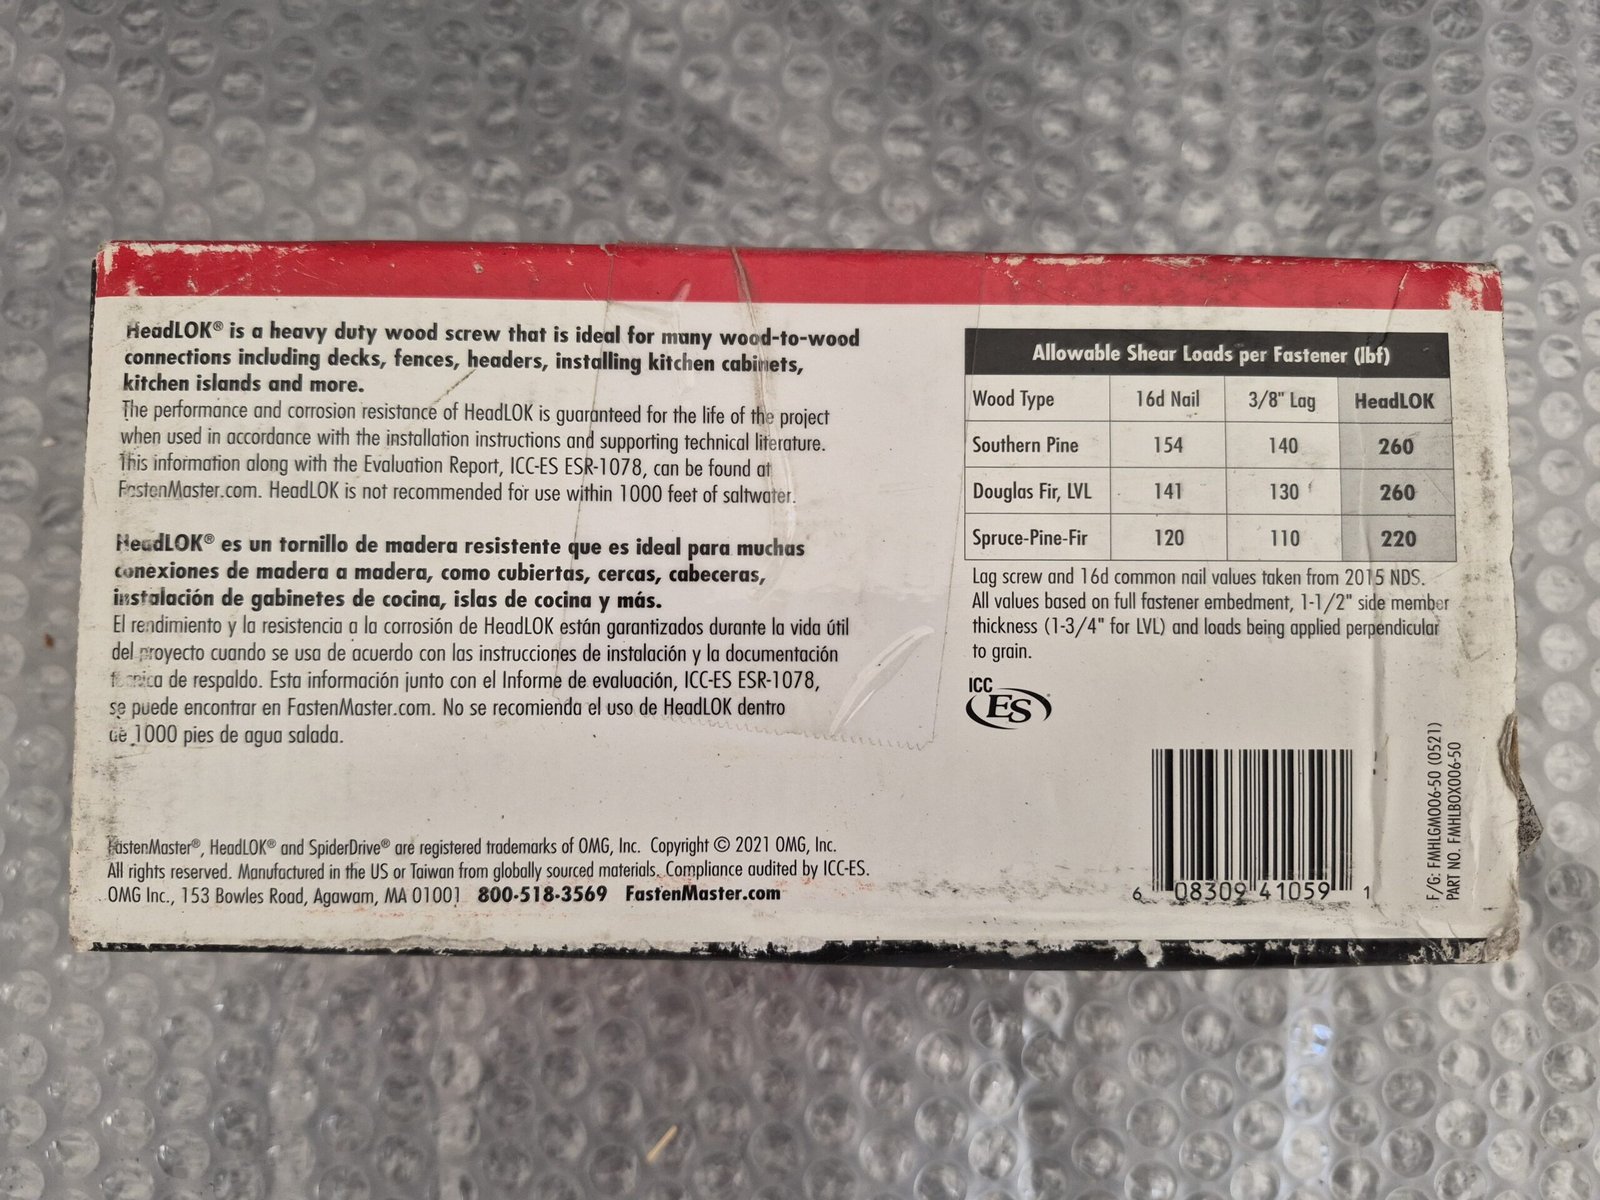 HeadLOK® is a heavy duty wood screw that is ideal for many wood-to-wood
connections including decks, fences, headers, installing kitchen cabinets,
kitchen islands and more.
The performance and corrosion resistance of HeadLOK is guaranteed for the life of the project
when used in accordance with the installation instructions and supporting technical literature.
This information along with the Evaluation Report, ICC-ES ESR-1078, can be found at
FastenMaster.com. HeadLOK is not recommended for use within 1000 feet of saltwater.
HeadLOK® es un tornillo de madera resistente que es ideal para muchas
conexiones de madera a madera, como cubiertas, cercas, cabeceras,
instalación de gabinetes de cocina, islas de cocina y más.
El rendimiento y la resistencia a la corrosión de HeadLOK están garantizados durante la vida útil
del proyecto cuando se usa de acuerdo con las instrucciones de instalación y la documentación
técnica de respaldo. Esta información junto con el Informe de evaluación, ICC-ES ESR-1078,
se puede encontrar en FastenMaster.com. No se recomienda el uso de HeadLOK dentro
de 1000 pies de agua salada.
FastenMaster®, HeadLOK® and SpiderDrive® are registered trademarks of OMG, Inc. Copyright © 2021 OMG, Inc.
All rights reserved. Manufactured in the US or Taiwan from globally sourced materials. Compliance audited by ICC-ES.
OMG Inc., 153 Bowles Road, Agawam, MA 01001 800-518-3569 FastenMaster.com
Allowable Shear Loads per Fastener (lbf)
Wood Type 16d Nail 3/8" Lag HeadLOK
Southern Pine 154 140 260
Douglas Fir, LVL 141 130 260
Spruce-Pine-Fir 120 110 220
Lag screw and 16d common nail values taken from 2015 NDS.
All values based on full fastener embedment, 1-1/2" side member
thickness (1-3/4" for LVL) and loads being applied perpendicular
to grain.
ICC
ES®
6 08309 41059 1
F/G: FMHLGM006-50 (0521)
PART NO. FMHLBOX006-50